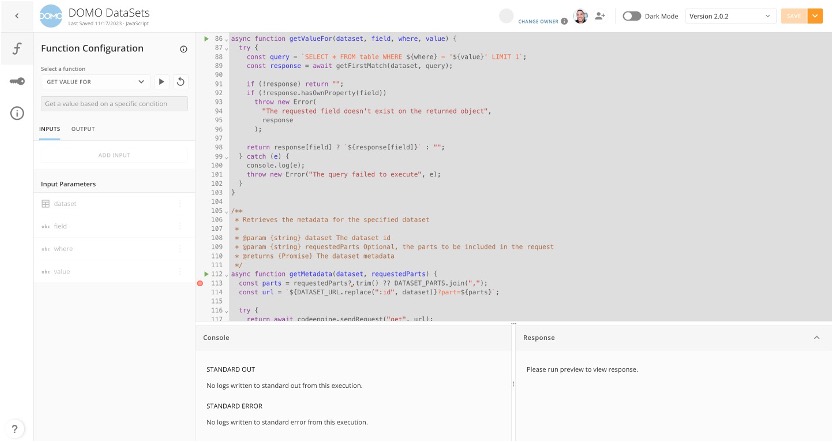 DOMO
DOMO DataSets
Last Saved 11/17/2023 · JavaScript
CHANGE OWNER
Dark Mode
Version 2.0.2
Save
Function Configuration
Select a function
GET VALUE FOR
Get a value based on a specific condition
INPUTS OUTPUT
ADD INPUT
Input Parameters
dataset
abc field
abc where
abc value
86 async function getValueFor(dataset, field, where, value) {
87 try {
88 const query = `SELECT * FROM table WHERE ${where} = '${value}' LIMIT 1`;
89 const response = await getFirstMatch(dataset, query);
90
91 if (!response) return "";
92 if (!response.hasOwnProperty(field))
93 throw new Error(
94 "The requested field doesn't exist on the returned object",
95 response
96 );
97
98 return response[field] ? `${response[field]}` : "";
99 } catch (e) {
100 console.log(e);
101 throw new Error("The query failed to execute", e);
102 }
103 }
104
105 /**
106 * Retrieves the metadata for the specified dataset
107 *
108 * @param {string} dataset The dataset id
109 * @param {string} requestedParts Optional, the parts to be included in the request
110 * @returns {Promise} The dataset metadata
111 */
112 async function getMetadata(dataset, requestedParts) {
113 const parts = requestedParts?.trim() ?? DATASET_PARTS.join(",");
114 const url = `${DATASET_URL.replace(":id", dataset)}?part=${parts}`;
115
116 try {
117 return await codeengine.sendRequest("get", url);
Console
STANDARD OUT
No logs written to standard out from this execution.
STANDARD ERROR
No logs written to standard error from this execution.
Response
Please run preview to view response.